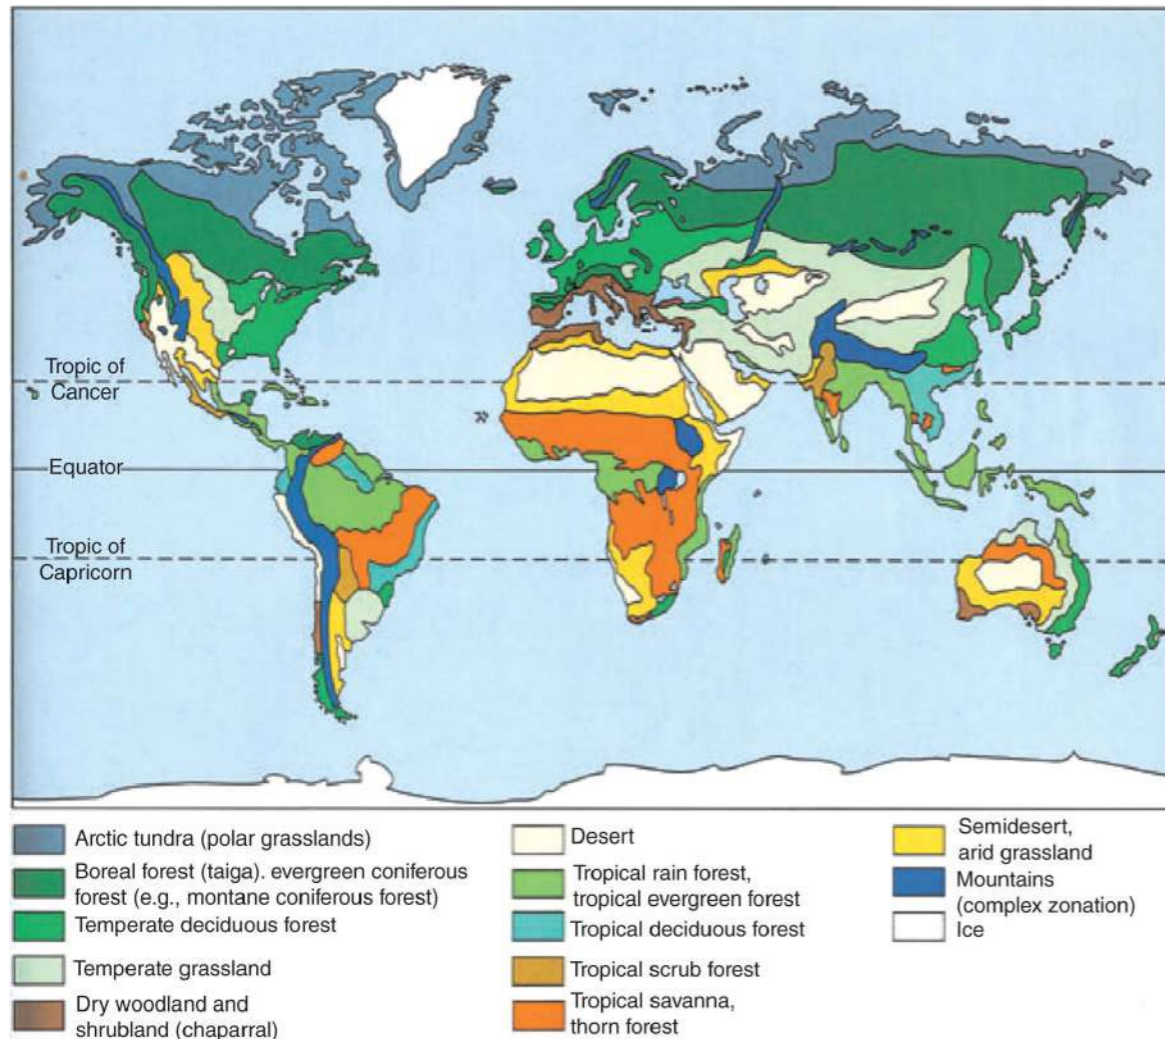 Tropic of
Cancer
Equator
Tropic of
Capricorn
Arctic tundra (polar grasslands)
Boreal forest (taiga). evergreen coniferous
forest (e.g., montane coniferous forest)
Temperate deciduous forest
Temperate grassland
Dry woodland and
shrubland (chaparral)
Desert
Tropical rain forest,
tropical evergreen forest
Tropical deciduous forest
Tropical scrub forest
Tropical savanna,
thorn forest
Semidesert,
arid grassland
Mountains
(complex zonation)
Ice